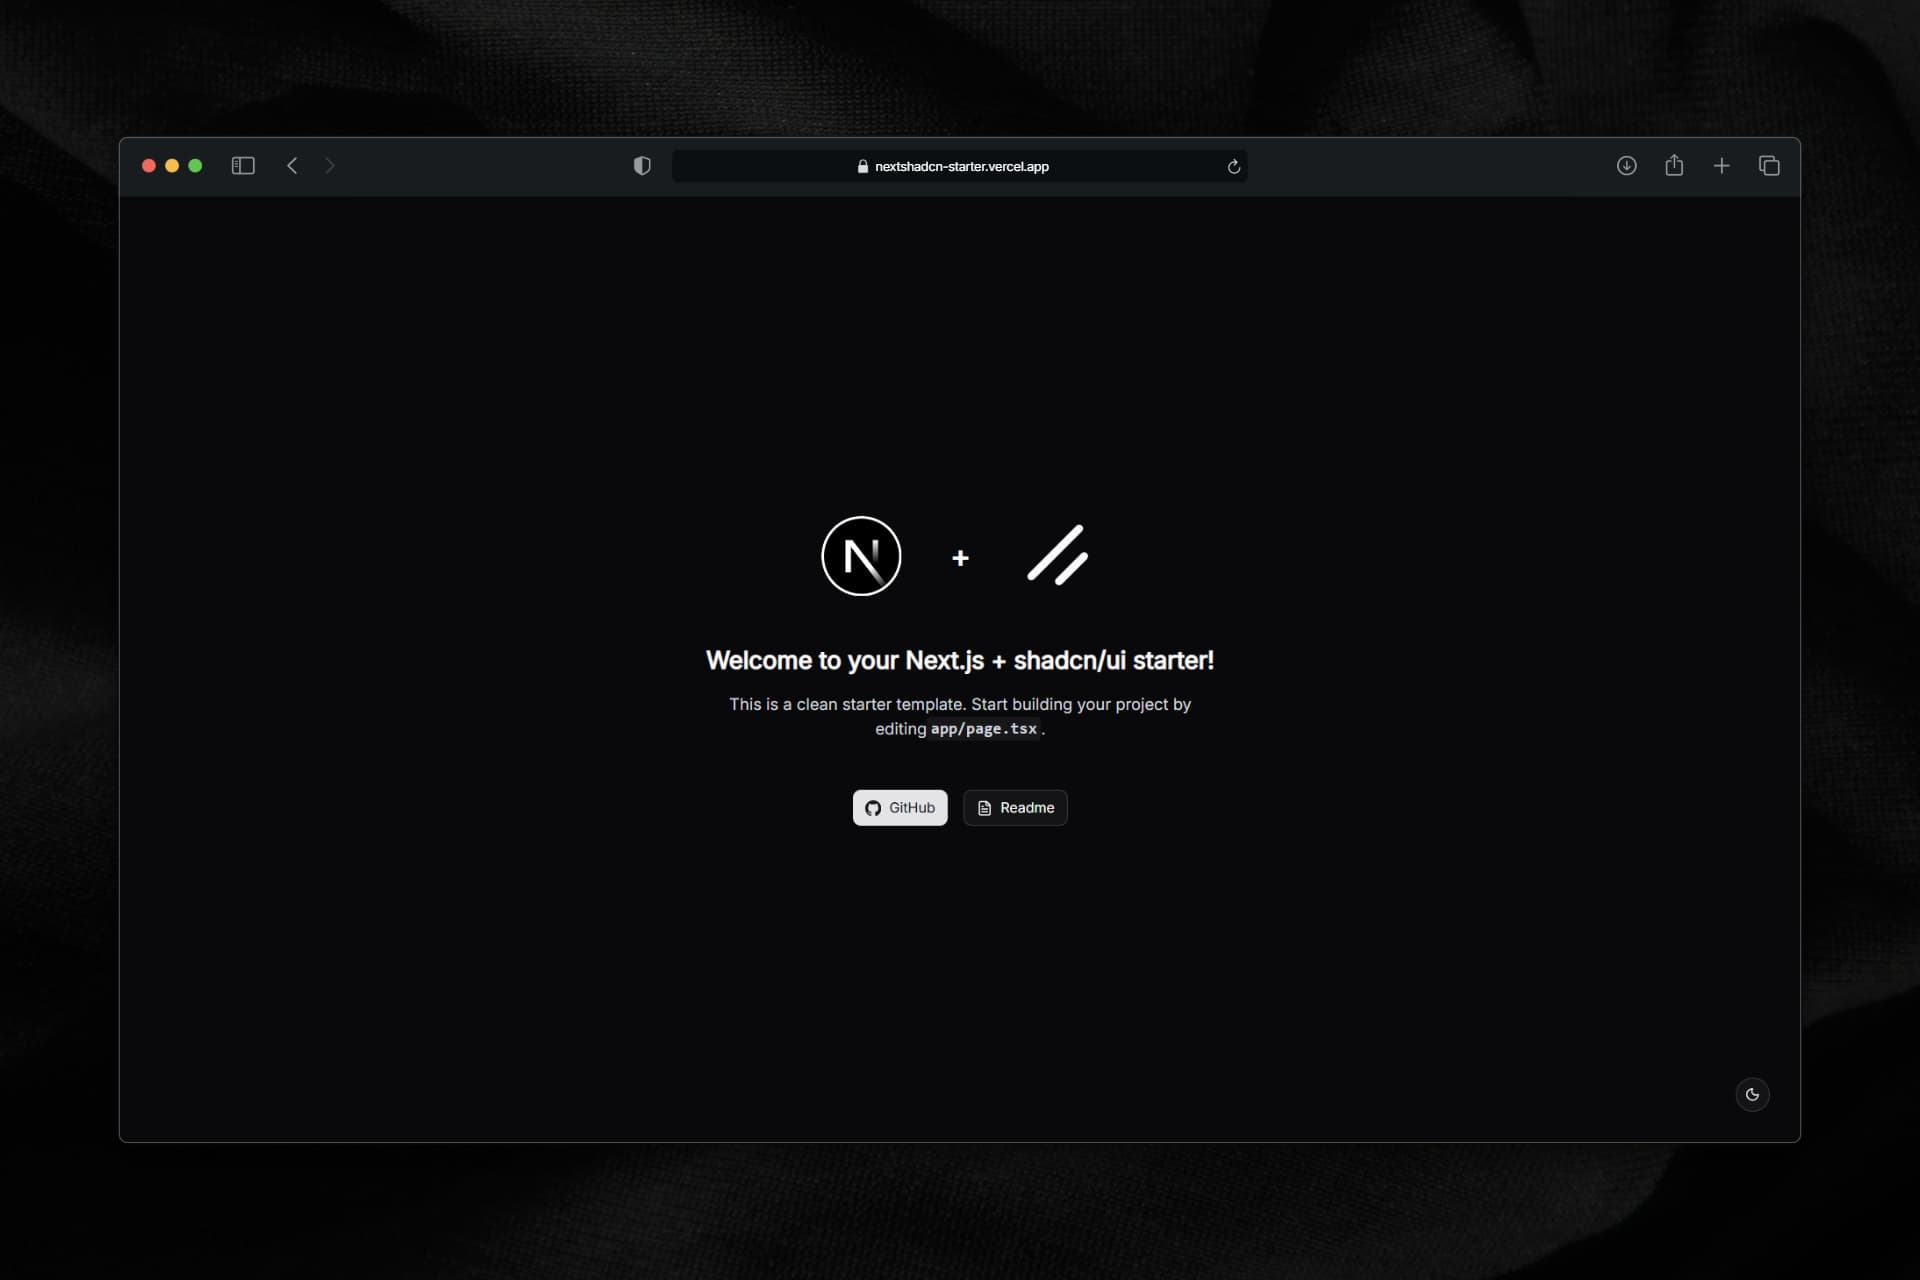 nextshadcn-starter.vercel.app
N
+
Welcome to your Next.js + shadcn/ui starter!
This is a clean starter template. Start building your project by
editing app/page.tsx.
GitHub Readme